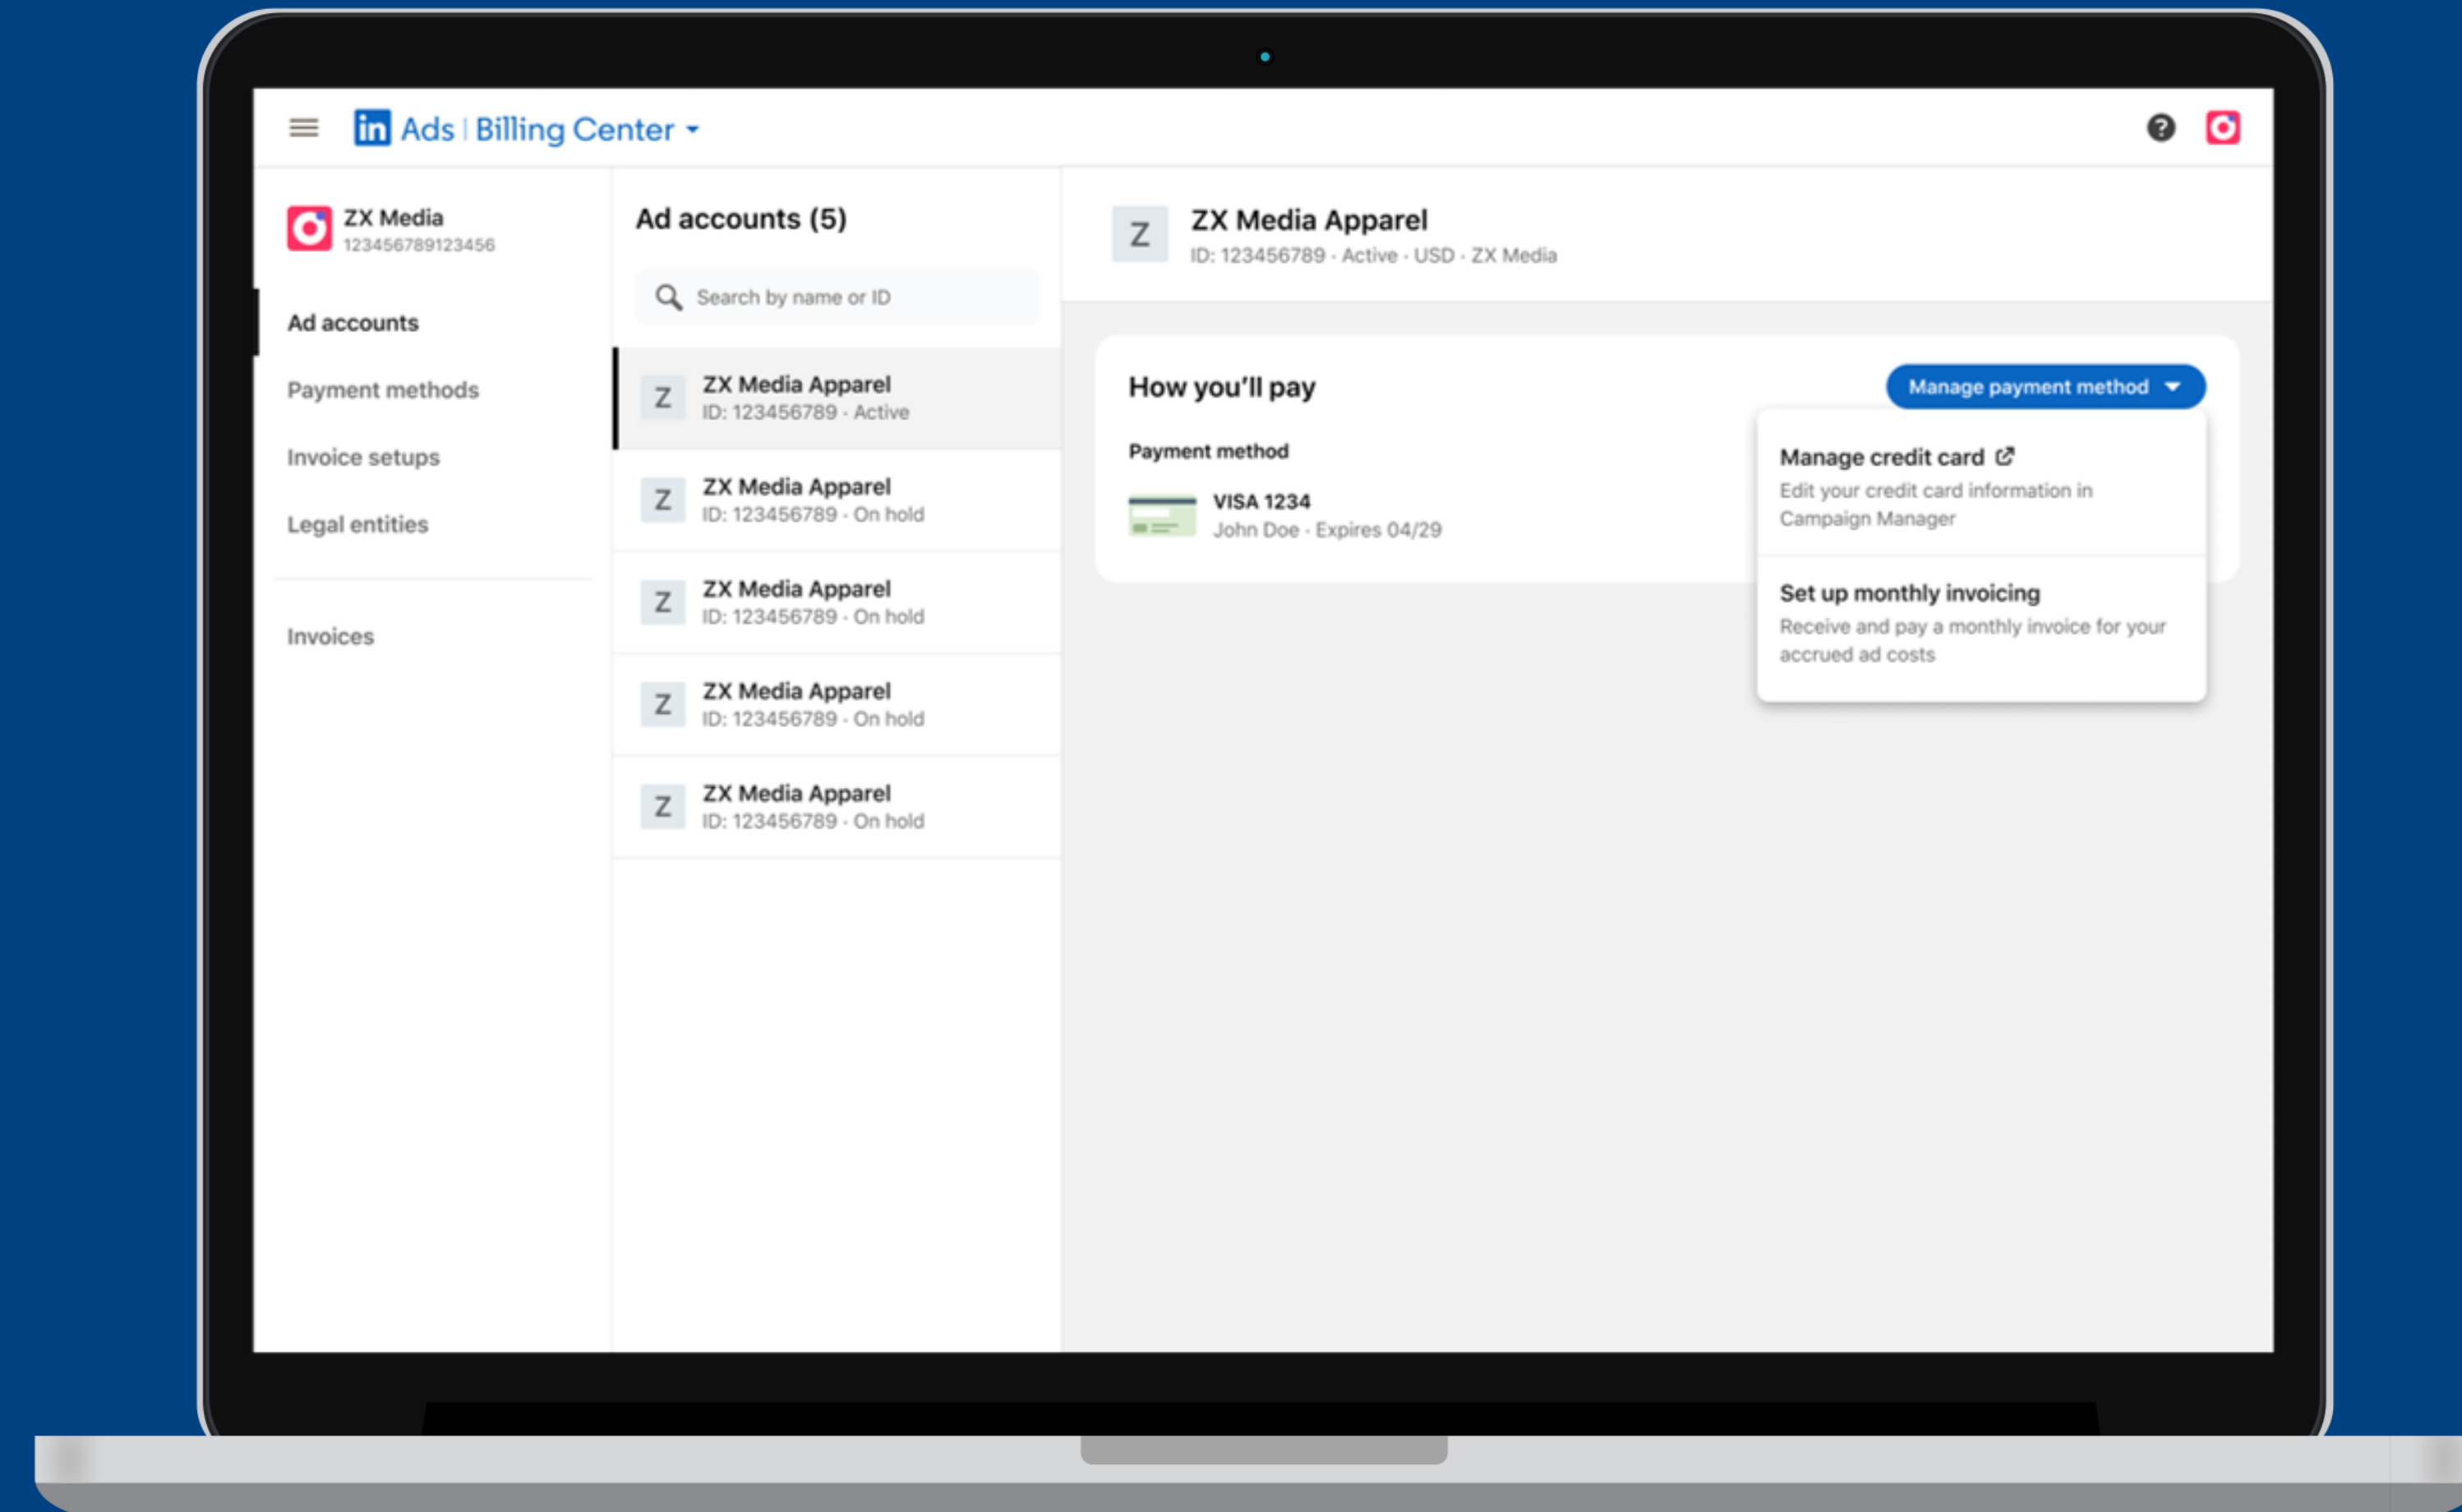 in Ads | Billing Center
?
ZX Media
123456789123456
Ad accounts
Payment methods
Invoice setups
Legal entities
Invoices
Ad accounts (5)
Search by name or ID
Z
ZX Media Apparel
ID: 123456789 · Active
Z
ZX Media Apparel
ID: 123456789 · On hold
Z
ZX Media Apparel
ID: 123456789 · On hold
Z
ZX Media Apparel
ID: 123456789 · On hold
Z
ZX Media Apparel
ID: 123456789 · On hold
Z
ZX Media Apparel
ID: 123456789 · Active · USD · ZX Media
How you’ll pay
Manage payment method
Payment method
VISA 1234
John Doe · Expires 04/29
Manage credit card
Edit your credit card information in
Campaign Manager
Set up monthly invoicing
Receive and pay a monthly invoice for your
accrued ad costs